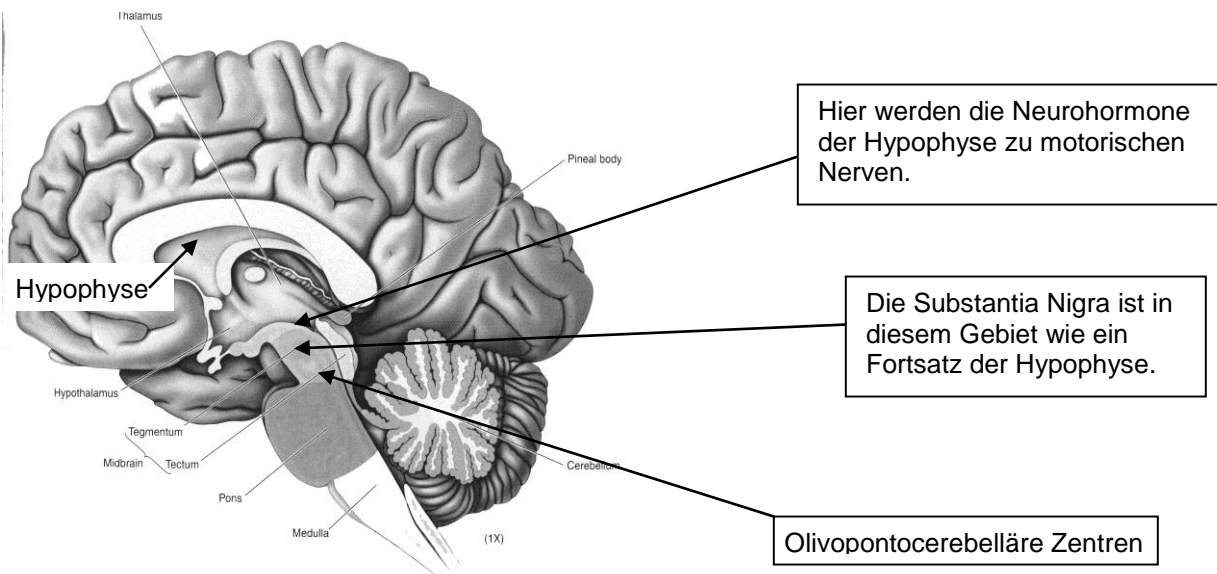 Thalamus
Hier werden die Neurohormone
der Hypophyse zu motorischen
Nerven.
Pineal body
Hypophyse
Die Substantia Nigra ist in
diesem Gebiet wie ein
Fortsatz der Hypophyse.
Hypothalamus
Tegmentum
Midbrain
Tectum
Cerebellum
Pons
Medulla
(1X)
Olivopontocerebelläre Zentren